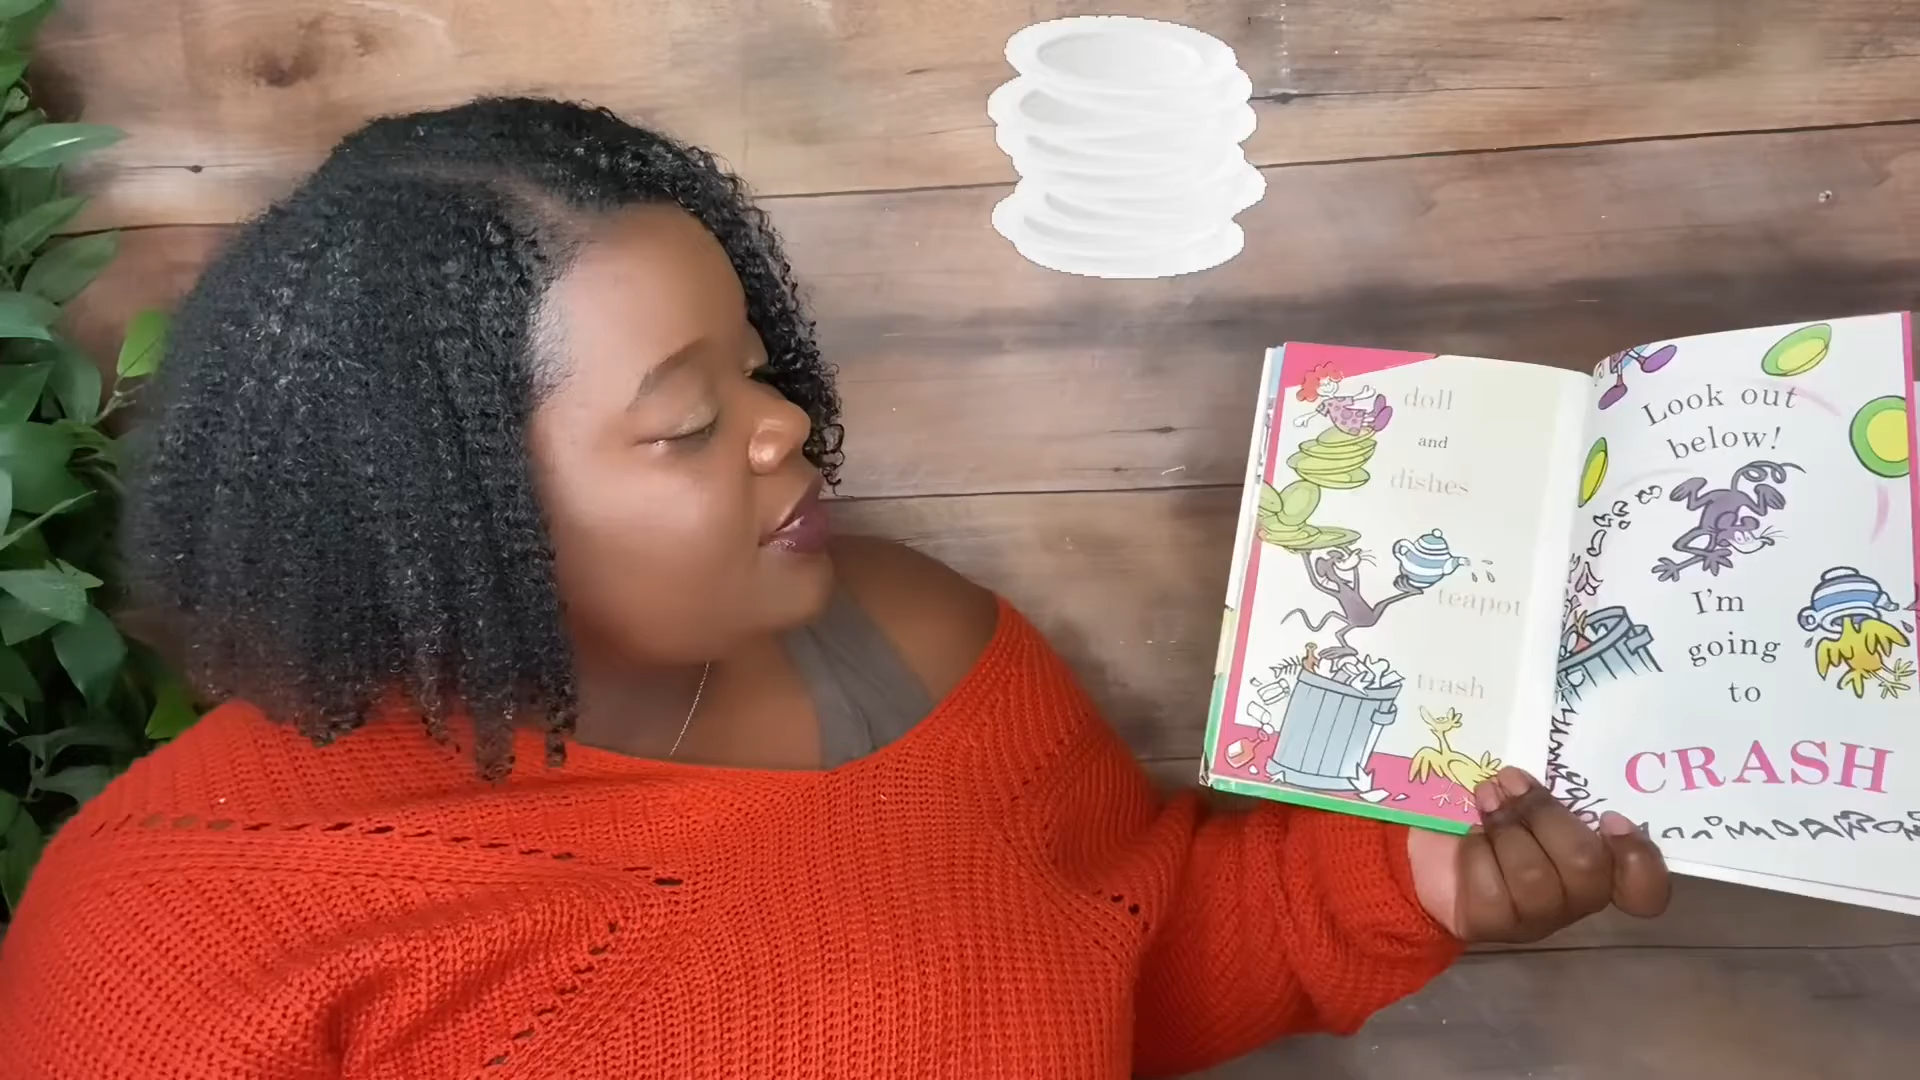 doll
and
dishes
teapot
trash
Look out
below!
I'm
going
to
CRASH